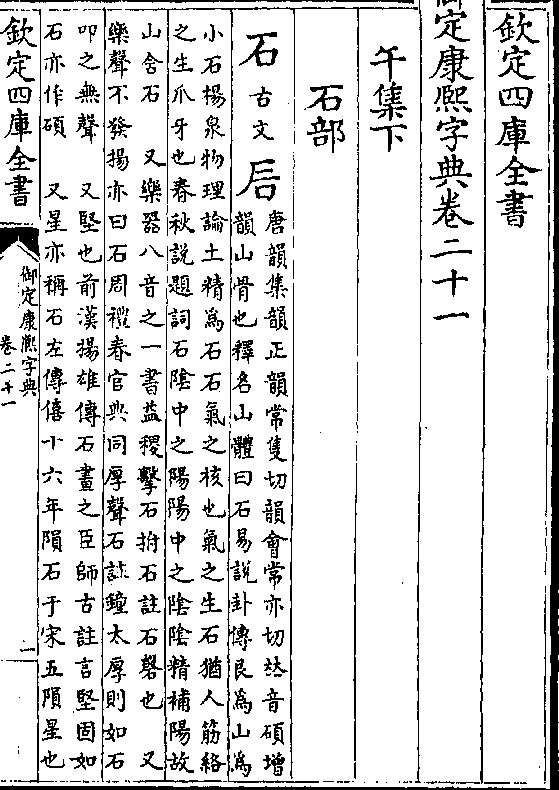 欽定四庫全書
御定康熙字典卷二十一
午集下
石部
石 古文 𥐘
唐韻集韻正韻常隻切韻會常亦切𠀤音碩增
韻山骨也釋名山體曰石易說卦傳艮為山為
小石楊泉物理論土精為石石氣之核也氣之生石猶人筋絡
之生爪牙也春秋説題詞石隂中之陽陽中之隂隂精補陽故
山含石 又樂器八音之一書益稷擊石拊石註石磬也 又
樂聲不發揚亦曰石周禮春官典同厚聲石註鐘太厚則如石
叩之無聲 又堅也前漢揚雄傳石畫之臣師古註言堅固如
石亦作碩 又星亦稱石左傳僖十六年隕石于宋五隕星也
欽定四庫全書
御定康熙字典
卷二十一
一